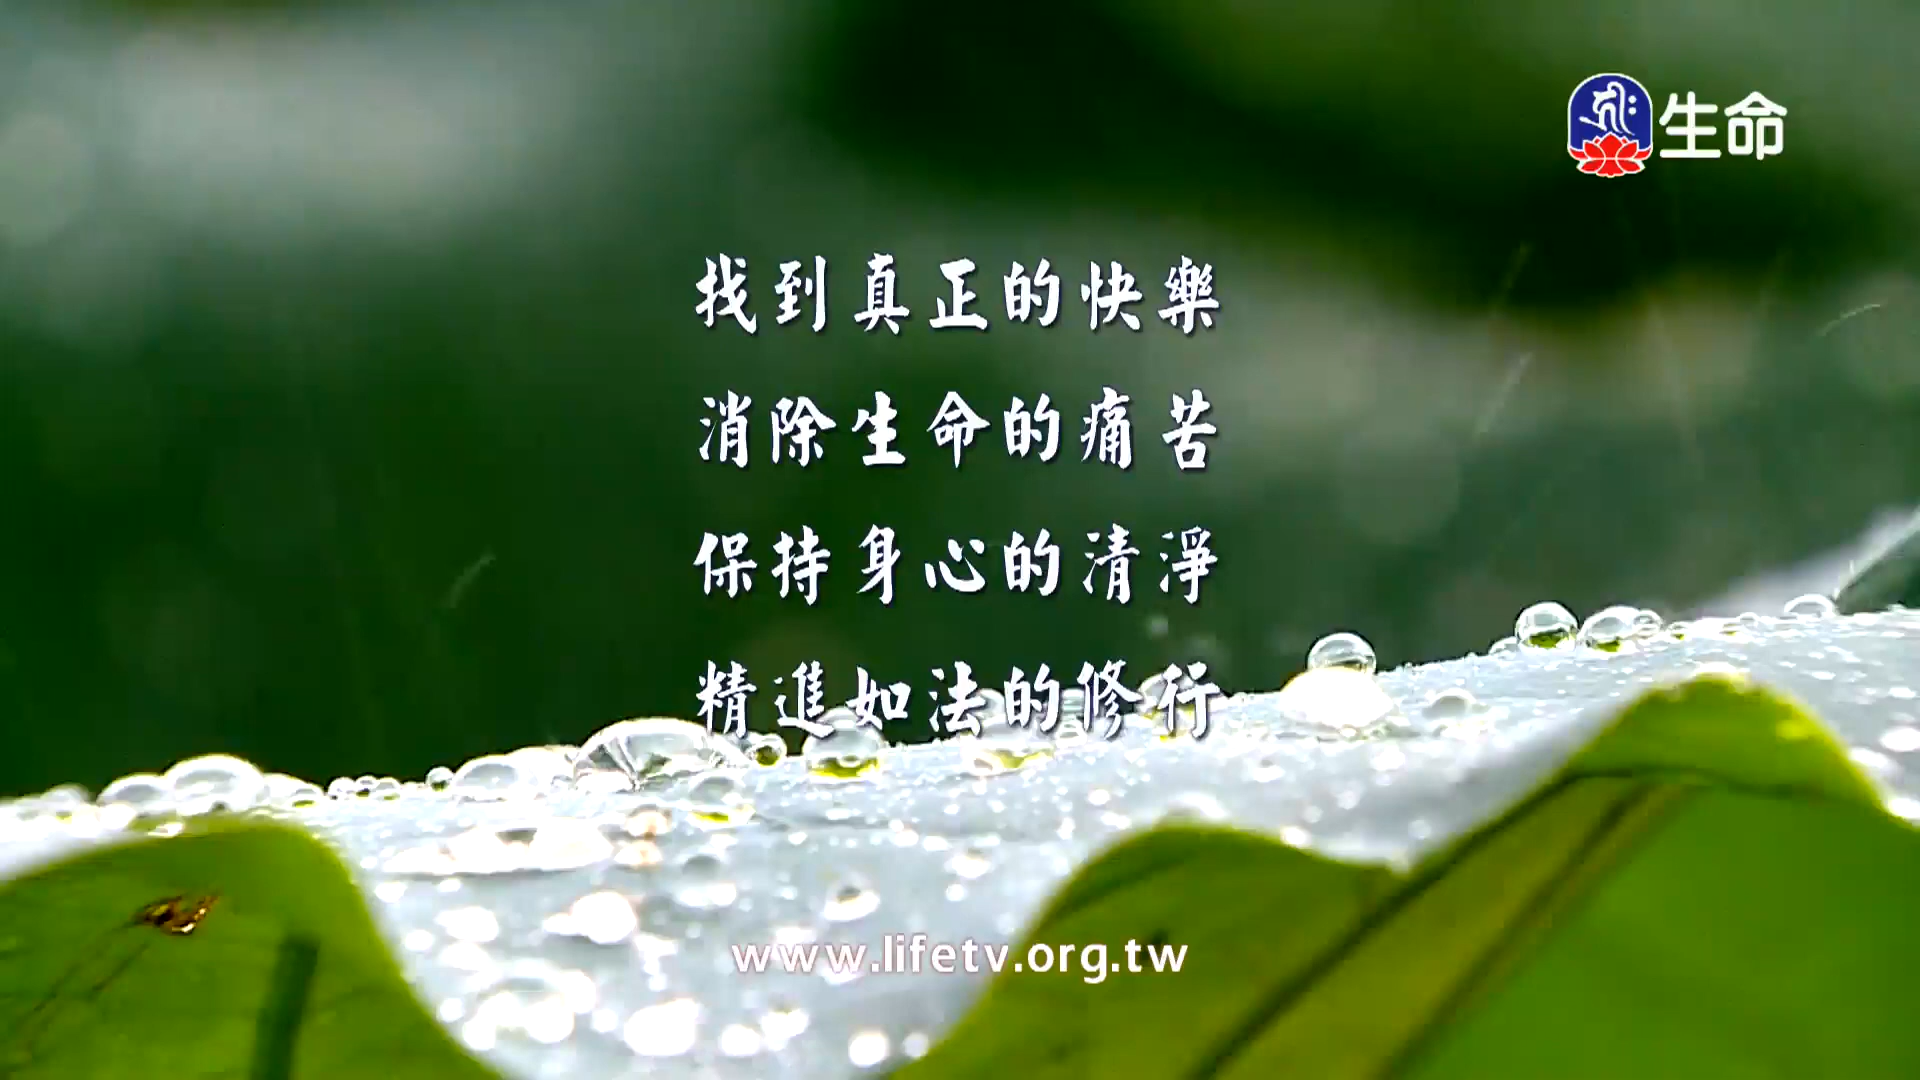 生命
找到真正的快樂
消除生命的痛苦
保持身心的清淨
精進如法的修行
www.lifetv.org.tw